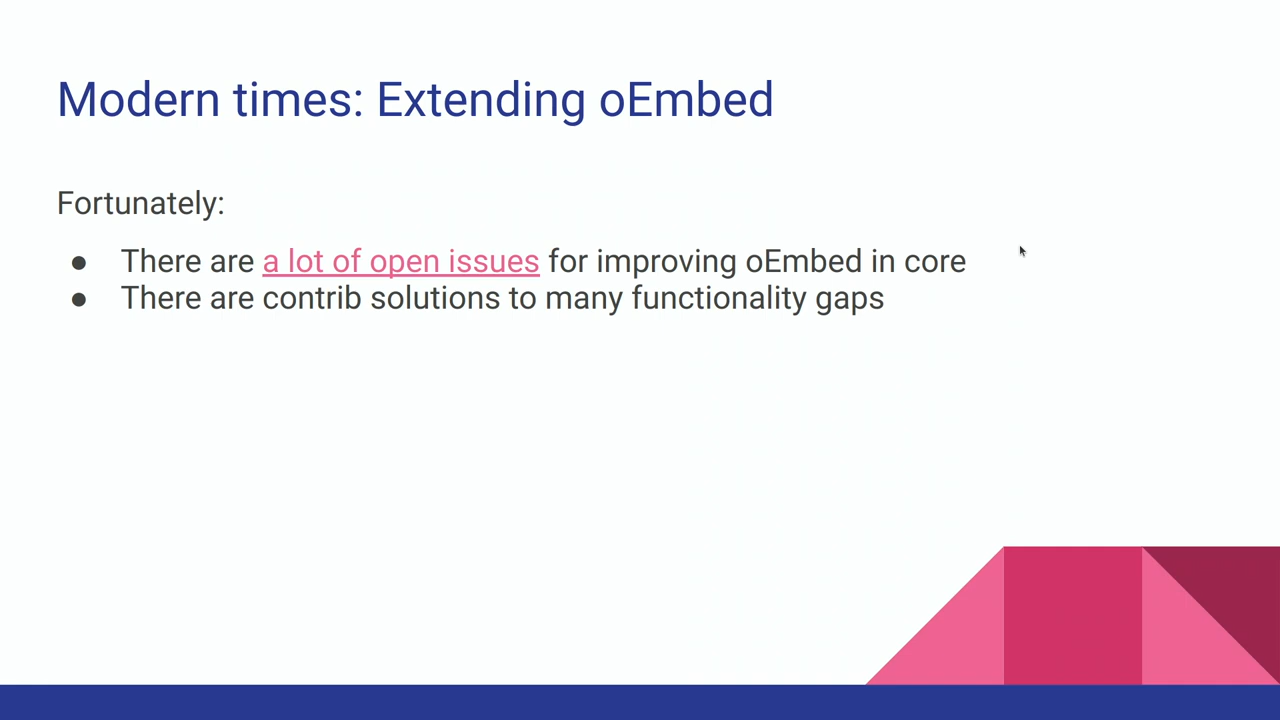 Modern times: Extending oEmbed
Fortunately:
● There are a lot of open issues for improving oEmbed in core
● There are contrib solutions to many functionality gaps